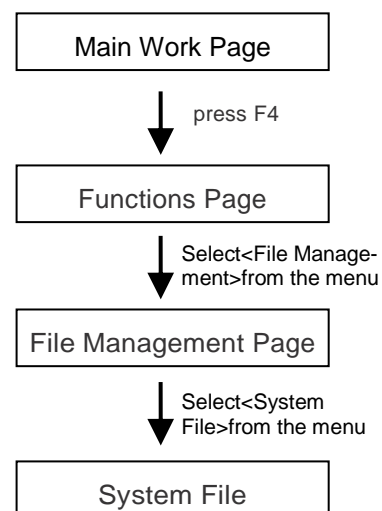 Main Work Page
press F4
Functions Page
Select<File Manage-
ment>from the menu
File Management Page
Select<System
File>from the menu
System File